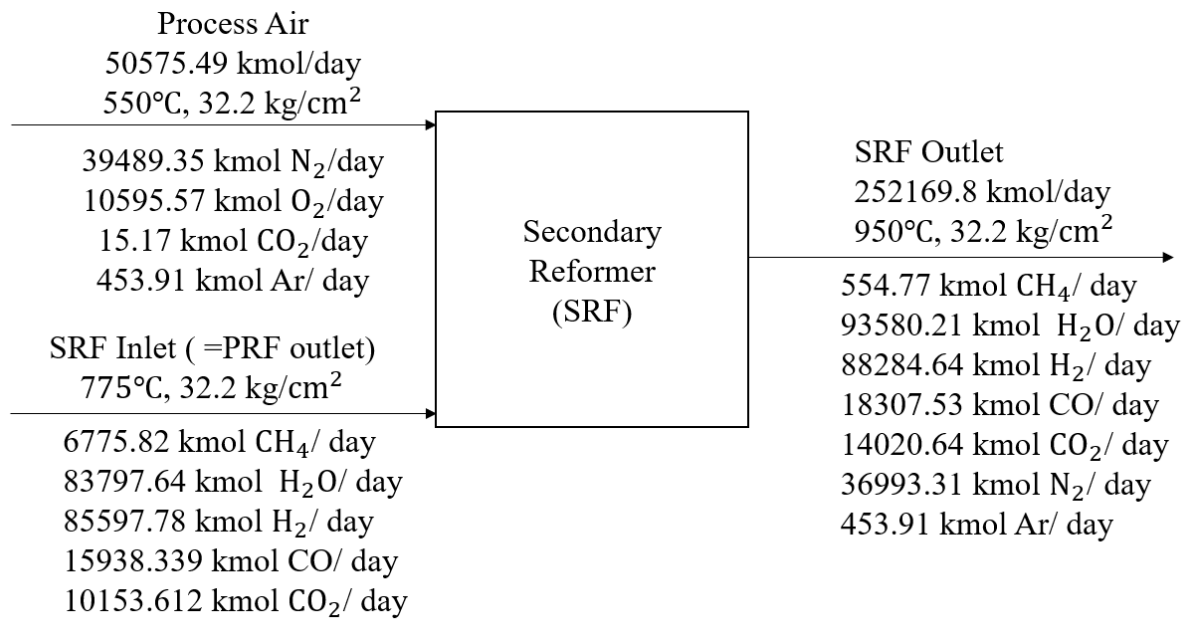 Process Air
50575.49 kmol/day
550°C, 32.2 kg/cm²
39489.35 kmol N₂/day
10595.57 kmol O₂/day
15.17 kmol CO₂/day
453.91 kmol Ar/ day
SRF Inlet ( =PRF outlet)
775°C, 32.2 kg/cm²
6775.82 kmol CH₄/ day
83797.64 kmol H₂O/ day
85597.78 kmol H₂/ day
15938.339 kmol CO/ day
10153.612 kmol CO₂/ day
Secondary
Reformer
(SRF)
SRF Outlet
252169.8 kmol/day
950°C, 32.2 kg/cm²
554.77 kmol CH₄/ day
93580.21 kmol H₂O/ day
88284.64 kmol H₂/ day
18307.53 kmol CO/ day
14020.64 kmol CO₂/ day
36993.31 kmol N₂/ day
453.91 kmol Ar/ day